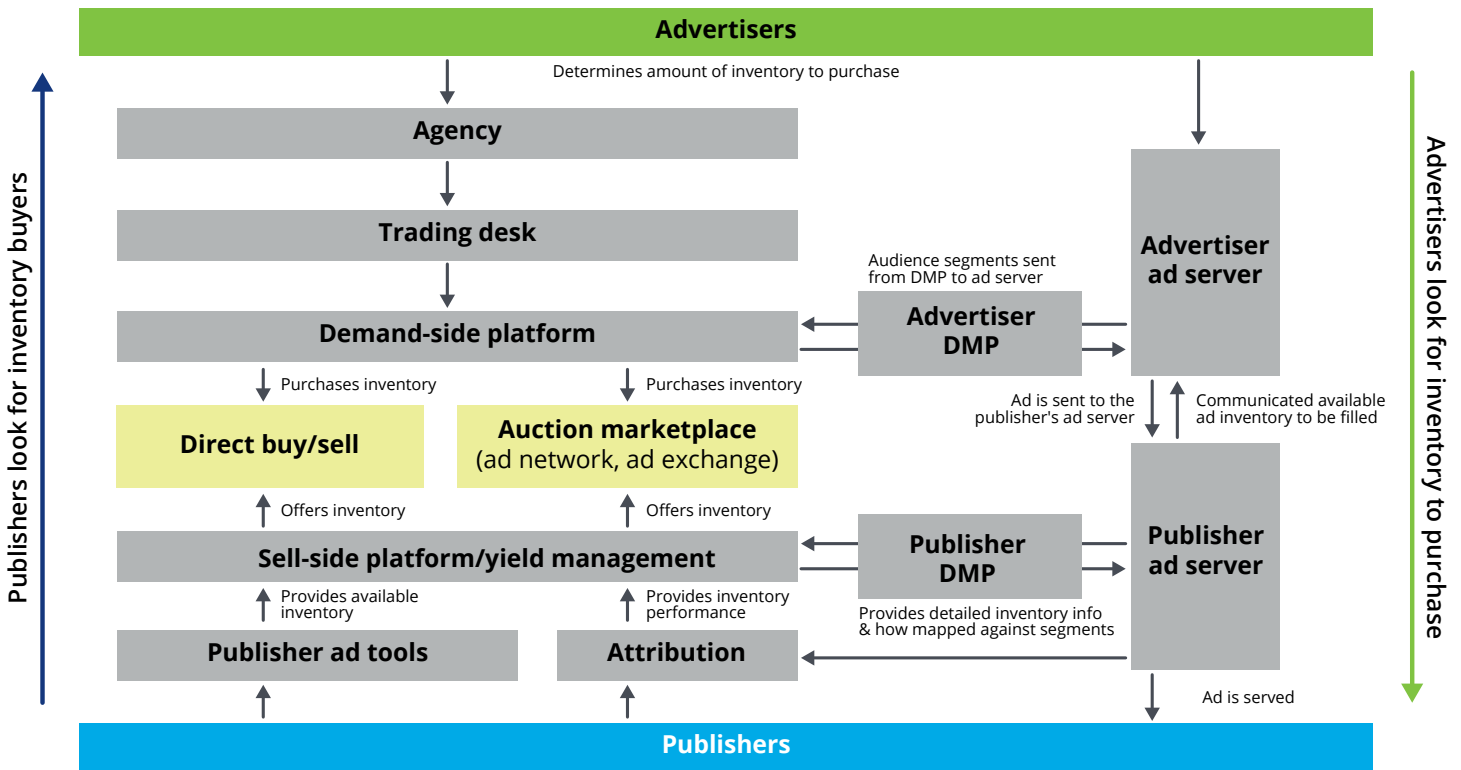 Advertisers
Determines amount of inventory to purchase
Publishers look for inventory buyers
Advertisers look for inventory to purchase
Agency
Trading desk
Advertiser
ad server
Audience segments sent
from DMP to ad server
Demand-side platform
Advertiser
DMP
Purchases inventory
Purchases inventory
Ad is sent to the
publisher's ad server
Communicated available
ad inventory to be filled
Direct buy/sell
Auction marketplace
(ad network, ad exchange)
Offers inventory
Offers inventory
Sell-side platform/yield management
Publisher
DMP
Publisher
ad server
Provides available
inventory
Provides inventory
performance
Provides detailed inventory info
& how mapped against segments
Publisher ad tools
Attribution
Ad is served
Publishers